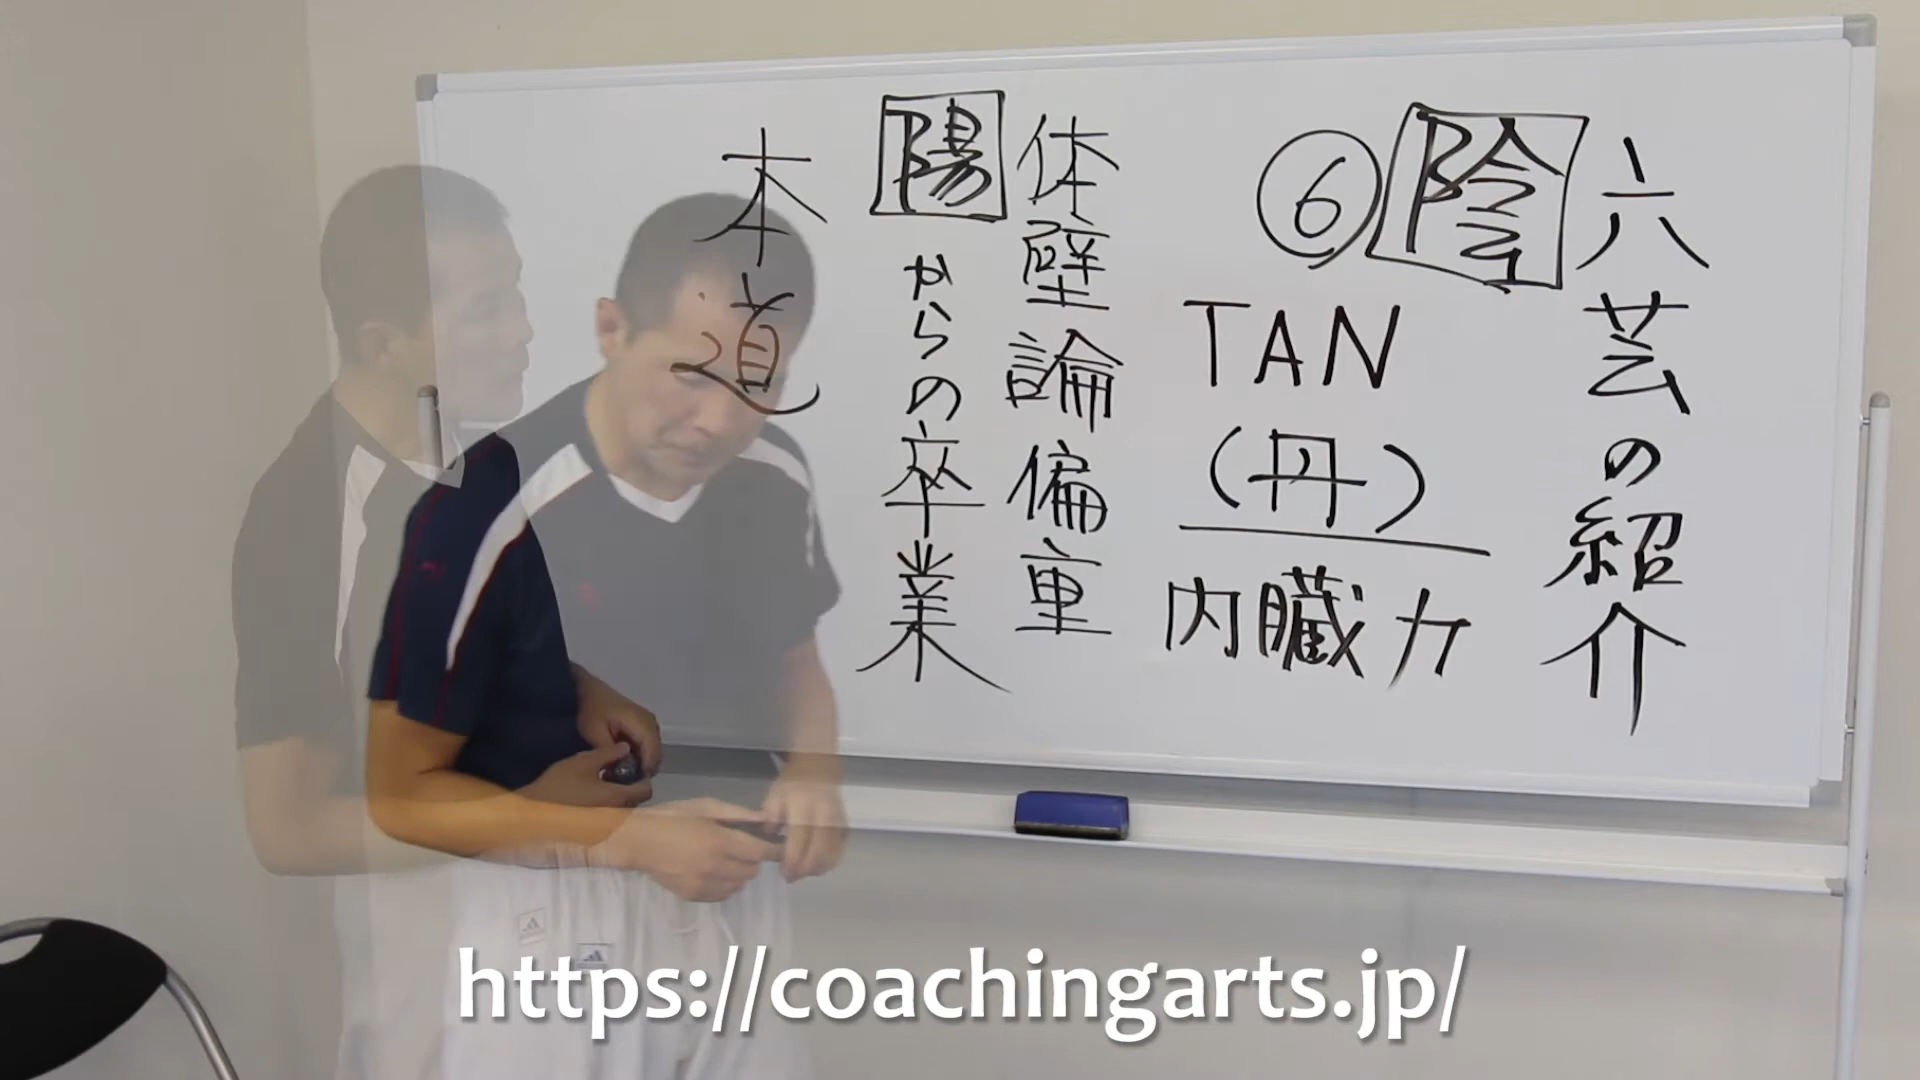 六芸の紹介
陰
⑥
TAN
(丹)
内臓力
体壁論偏重
陽からの卒業
本道
https://coachingarts.jp/